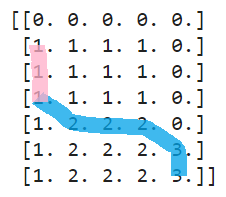 [[0. 0. 0. 0. 0.]
[1. 1. 1. 1. 0.]
[1. 1. 1. 1. 0.]
[1. 1. 1. 1. 0.]
[1. 2. 2. 2. 0.]
[1. 2. 2. 2. 3.]
[1. 2. 2. 2. 3.]]